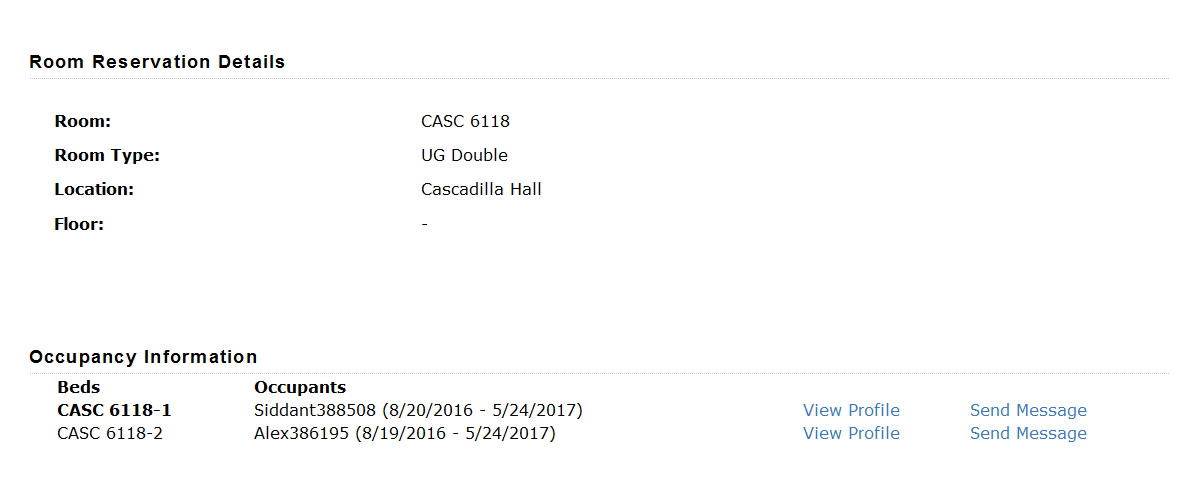 Room Reservation Details
Room: CASC 6118
Room Type: UG Double
Location: Cascadilla Hall
Floor: -
Occupancy Information
Beds Occupants
CASC 6118-1 Siddant388508 (8/20/2016 - 5/24/2017) View Profile Send Message
CASC 6118-2 Alex386195 (8/19/2016 - 5/24/2017) View Profile Send Message